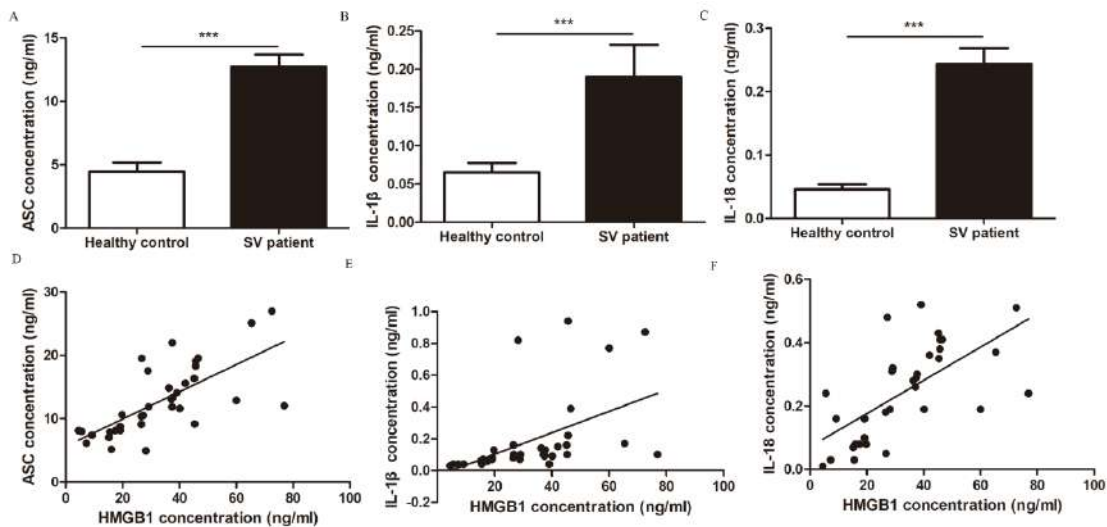 A
ASC concentration (ng/ml)
15
10
5
0
***
Healthy control
SV patient
B
IL-1β concentration (ng/ml)
0.25
0.20
0.15
0.10
0.05
0.00
***
Healthy control
SV patient
C
IL-18 concentration (ng/ml)
0.3
0.2
0.1
0.0
***
Healthy control
SV patient
D
ASC concentration (ng/ml)
30
20
10
0
0 20 40 60 80 100
HMGB1 concentration (ng/ml)
E
IL-1β concentration (ng/ml)
1.0
0.8
0.6
0.4
0.2
0.0
-0.2
20 40 60 80 100
HMGB1 concentration (ng/ml)
F
IL-18 concentration (ng/ml)
0.6
0.4
0.2
0.0
0 20 40 60 80 100
HMGB1 concentration (ng/ml)